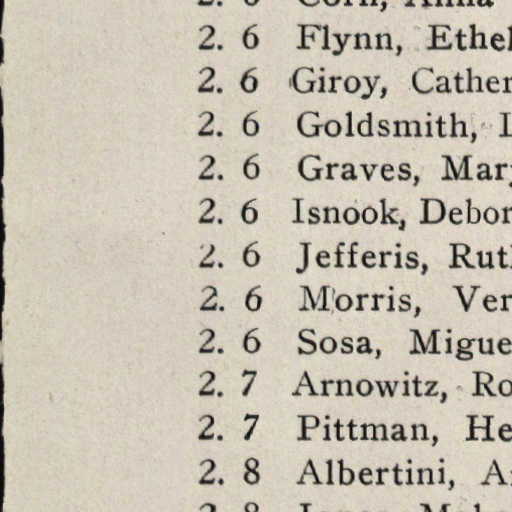 2. 6 Corn, Anna
2. 6 Flynn, Ethel
2. 6 Giroy, Cather
2. 6 Goldsmith, L
2. 6 Graves, Mary
2. 6 Isnook, Debor
2. 6 Jefferis, Rut
2. 6 Morris, Ver
2. 6 Sosa, Migue
2. 7 Arnowitz, Ro
2. 7 Pittman, He
2. 8 Albertini, A
2. 8